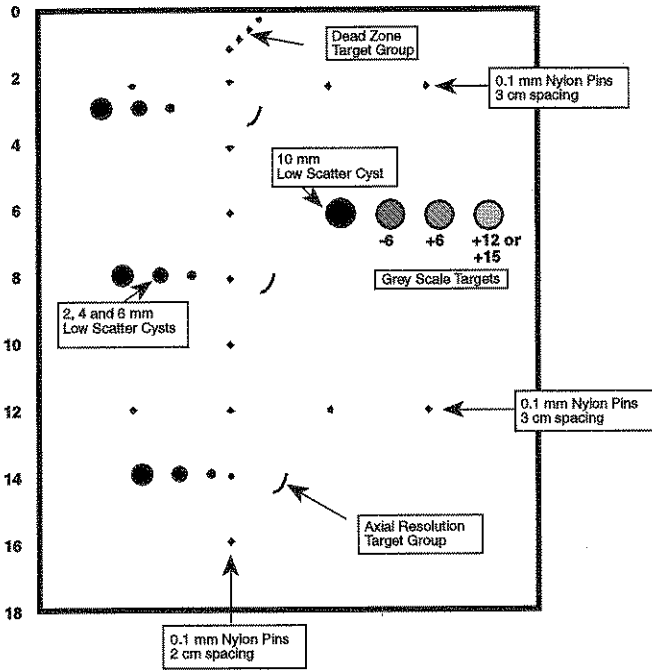 0
Dead Zone
Target Group
2
0.1 mm Nylon Pins
3 cm spacing
4
10 mm
Low Scatter Cyst
6
-6
+6
+12 or
+15
Grey Scale Targets
8
2, 4 and 6 mm
Low Scatter Cysts
10
12
0.1 mm Nylon Pins
3 cm spacing
14
Axial Resolution
Target Group
16
18
0.1 mm Nylon Pins
2 cm spacing